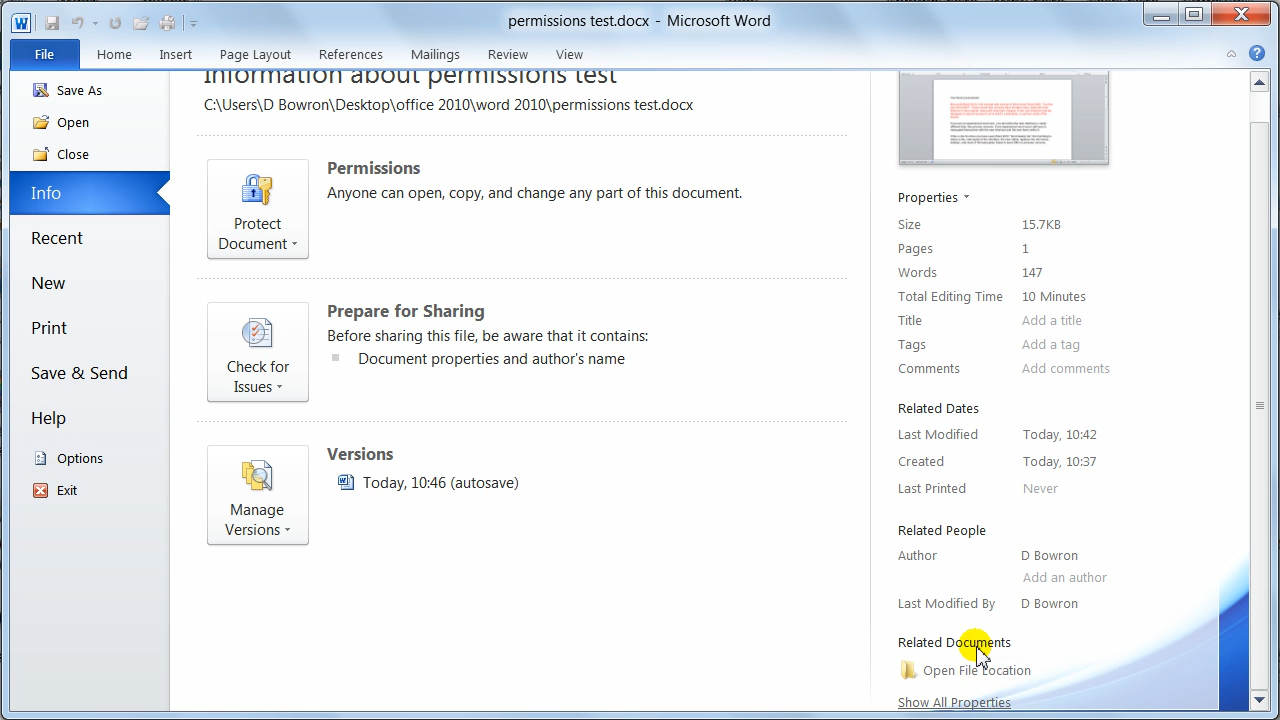 permissions test.docx - Microsoft Word
File Home Insert Page Layout References Mailings Review View
Save As
Open
Close
Info
Recent
New
Print
Save & Send
Help
Options
Exit
Information about permissions test
C:\Users\D Bowron\Desktop\office 2010\word 2010\permissions test.docx
Protect
Document
Permissions
Anyone can open, copy, and change any part of this document.
Check for
Issues
Prepare for Sharing
Before sharing this file, be aware that it contains:
Document properties and author's name
Manage
Versions
Versions
Today, 10:46 (autosave)
Properties
Size 15.7KB
Pages 1
Words 147
Total Editing Time 10 Minutes
Title Add a title
Tags Add a tag
Comments Add comments
Related Dates
Last Modified Today, 10:42
Created Today, 10:37
Last Printed Never
Related People
Author D Bowron
Add an author
Last Modified By D Bowron
Related Documents
Open File Location
Show All Properties